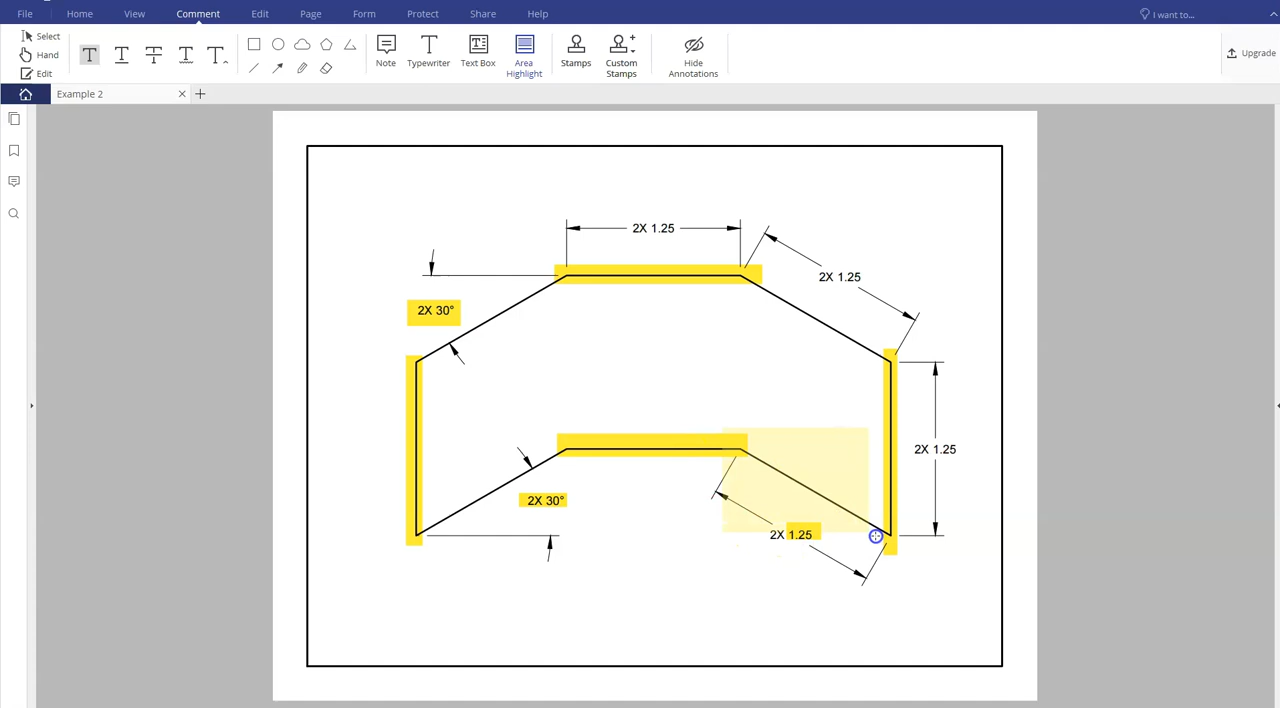 File Home View Comment Edit Page Form Protect Share Help I want to...
Select
Hand
Edit
Note Typewriter Text Box Area Highlight Stamps Custom Stamps Hide Annotations Upgrade
Example 2
2X 1.25
2X 1.25
2X 30°
2X 1.25
2X 30°
2X 1.25